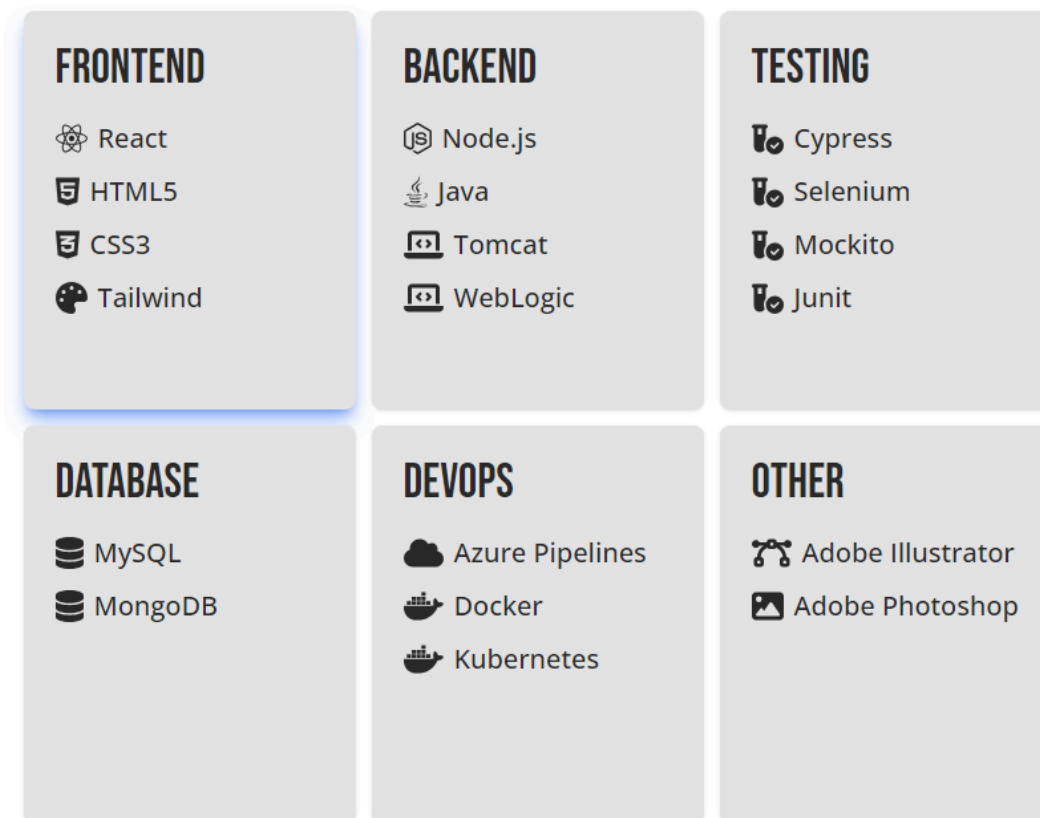 FRONTEND
React
HTML5
CSS3
Tailwind
BACKEND
Node.js
Java
Tomcat
WebLogic
TESTING
Cypress
Selenium
Mockito
Junit
DATABASE
MySQL
MongoDB
DEVOPS
Azure Pipelines
Docker
Kubernetes
OTHER
Adobe Illustrator
Adobe Photoshop